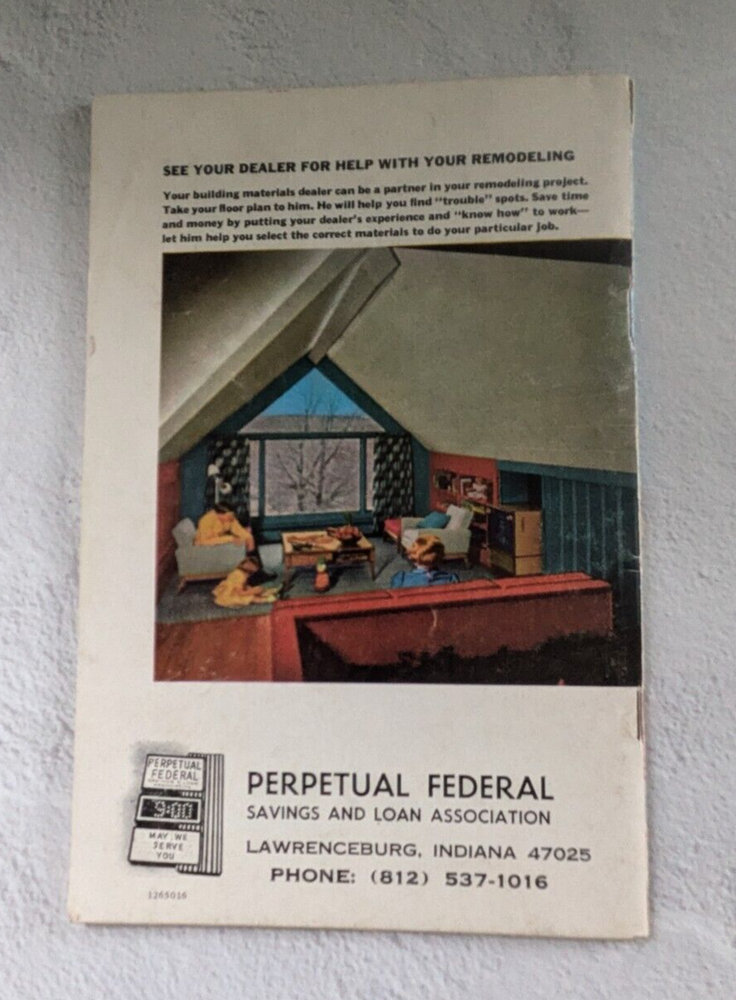 SEE YOUR DEALER FOR HELP WITH YOUR REMODELING
Your building materials dealer can be a partner in your remodeling project.
Take your floor plan to him. He will help you find "trouble" spots. Save time
and money by putting your dealer's experience and "know how" to work—
let him help you select the correct materials to do your particular job.
PERPETUAL
FEDERAL
9:00
MAY WE
SERVE
YOU
1265016
PERPETUAL FEDERAL
SAVINGS AND LOAN ASSOCIATION
LAWRENCEBURG, INDIANA 47025
PHONE: (812) 537-1016